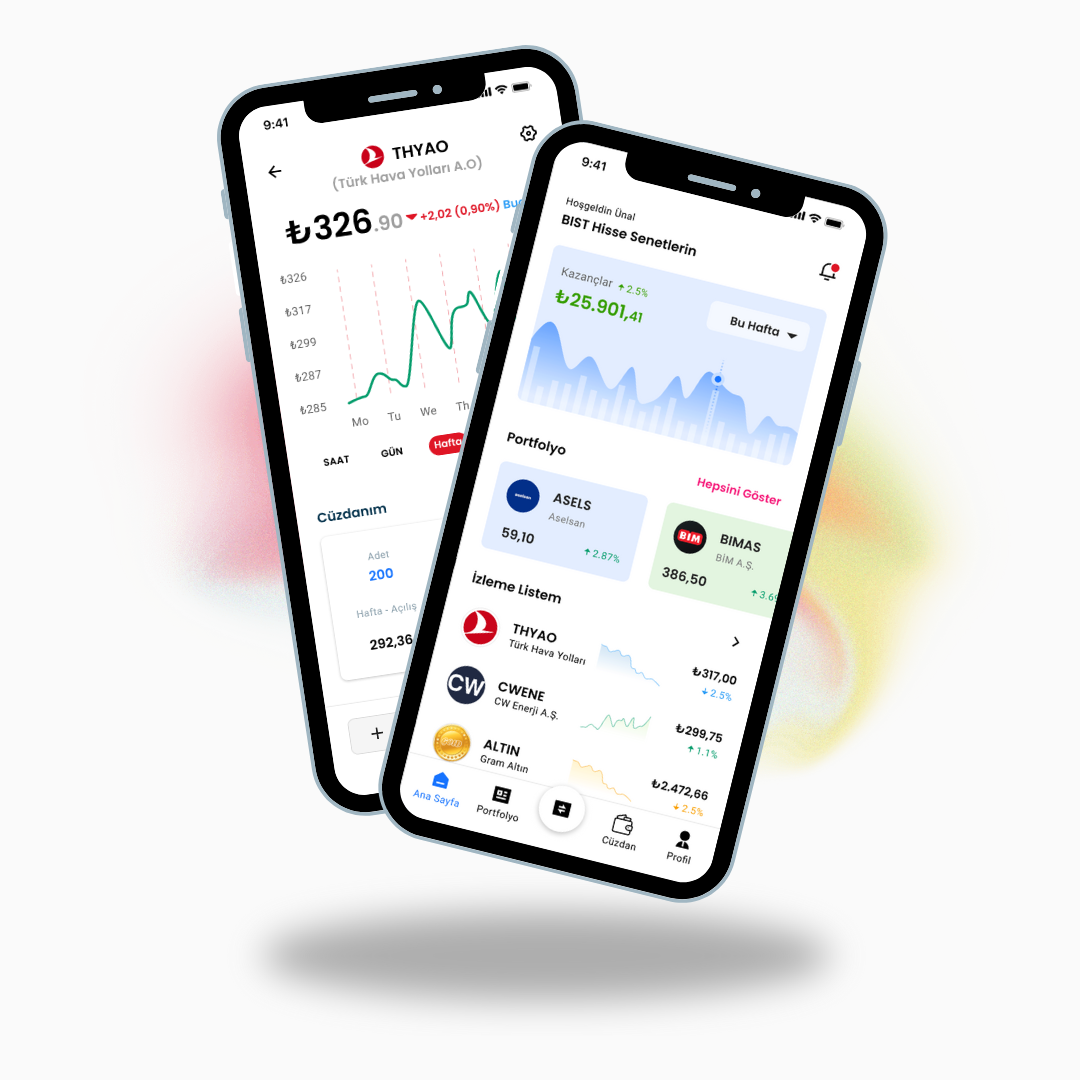 9:41
THYAO
(Türk Hava Yolları A.O)
₺326.90 +2,02 (0,90%)
₺326
₺317
₺299
₺287
₺285
Mo Tu We Th
SAAT GÜN Hafta
Cüzdanım
Adet
200
Hafta - Açılış
292,36
+
9:41
Hoşgeldin Ünal
BIST Hisse Senetlerin
Kazançlar 2.5%
₺25.901,41
Bu Hafta
Portfolyo
Hepsini Göster
aselsan
ASELS
Aselsan
59,10
2.87%
BIM
BIMAS
BİM A.Ş.
386,50
3.6
İzleme Listem
THYAO
Türk Hava Yolları
₺317,00
2.5%
CW
CWENE
CW Enerji A.Ş.
₺299,75
1.1%
ALTIN
Gram Altın
₺2.472,66
2.5%
Ana Sayfa
Portfolyo
Cüzdan
Profil